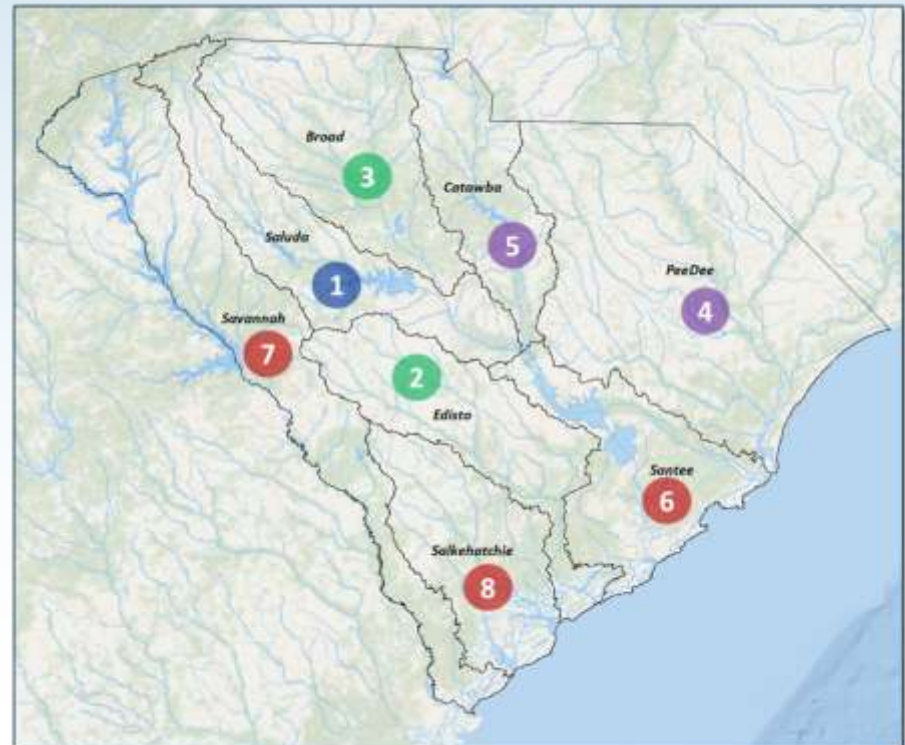 Broad
3
Catawba
5
Saluda
1
PeeDee
4
Savannah
7
2
Edisto
Santee
6
Salkehatchie
8